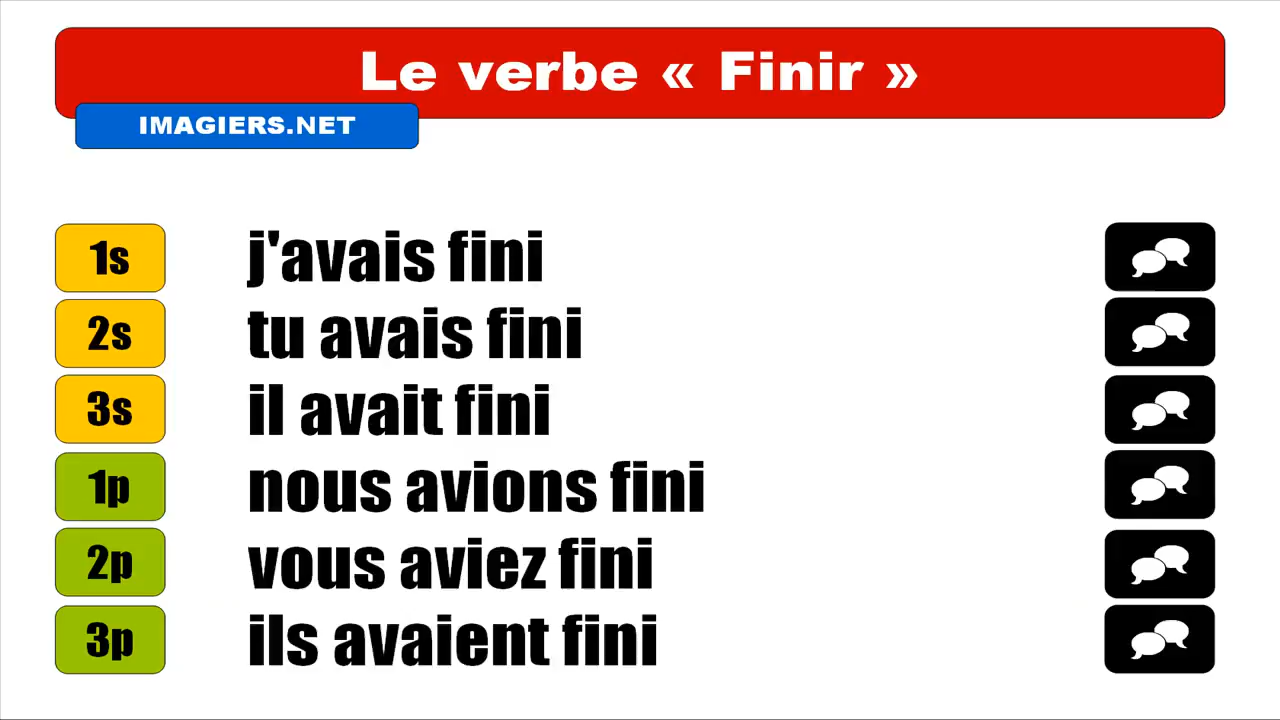 Le verbe « Finir »
IMAGIERS.NET
1s j'avais fini
2s tu avais fini
3s il avait fini
1p nous avions fini
2p vous aviez fini
3p ils avaient fini